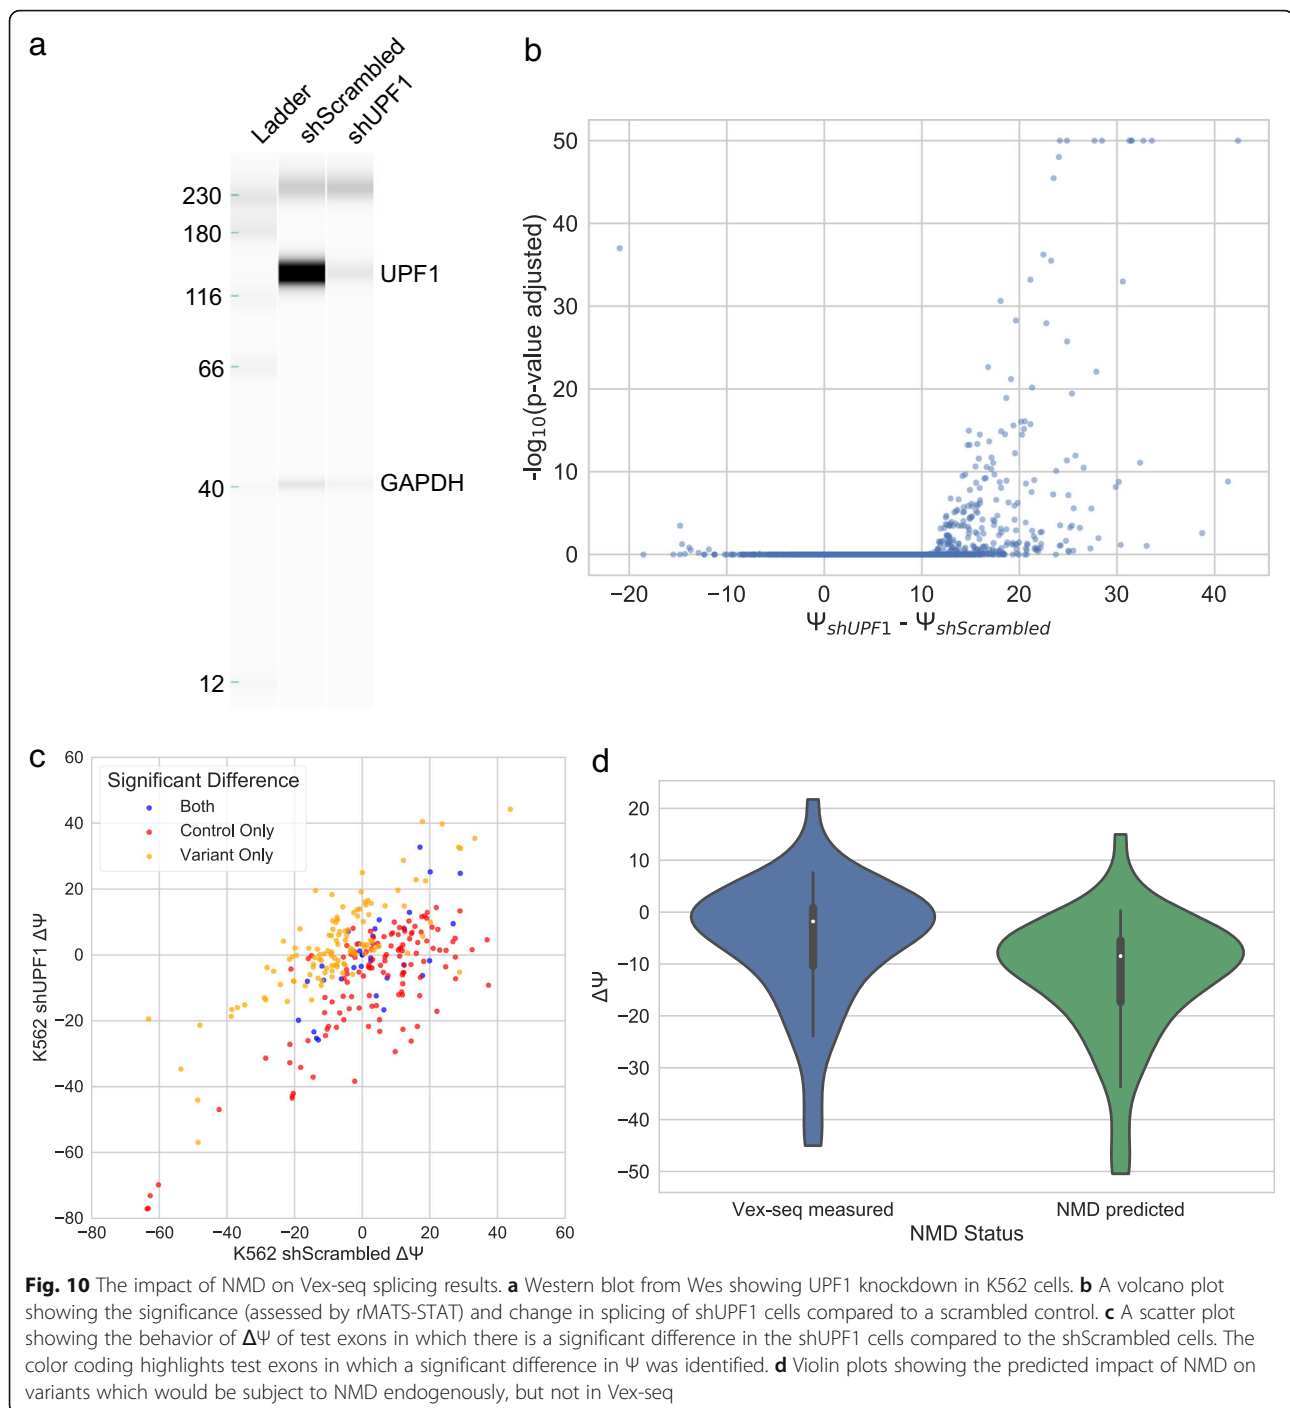 a
Ladder
shScrambled
shUPF1
230
180
116
66
40
12
UPF1
GAPDH
b
-log10(p-value adjusted)
50
40
30
20
10
0
−20
−10
0
10
20
30
40
ΨshUPF1 - ΨshScrambled
c
K562 shUPF1 ΔΨ
60
40
20
0
−20
−40
−60
−80
Significant Difference
Both
Control Only
Variant Only
−80
−60
−40
−20
0
20
40
60
K562 shScrambled ΔΨ
d
ΔΨ
20
10
0
−10
−20
−30
−40
−50
Vex-seq measured
NMD predicted
NMD Status
Fig. 10 The impact of NMD on Vex-seq splicing results. a Western blot from Wes showing UPF1 knockdown in K562 cells. b A volcano plot
showing the significance (assessed by rMATS-STAT) and change in splicing of shUPF1 cells compared to a scrambled control. c A scatter plot
showing the behavior of ΔΨ of test exons in which there is a significant difference in the shUPF1 cells compared to the shScrambled cells. The
color coding highlights test exons in which a significant difference in Ψ was identified. d Violin plots showing the predicted impact of NMD on
variants which would be subject to NMD endogenously, but not in Vex-seq